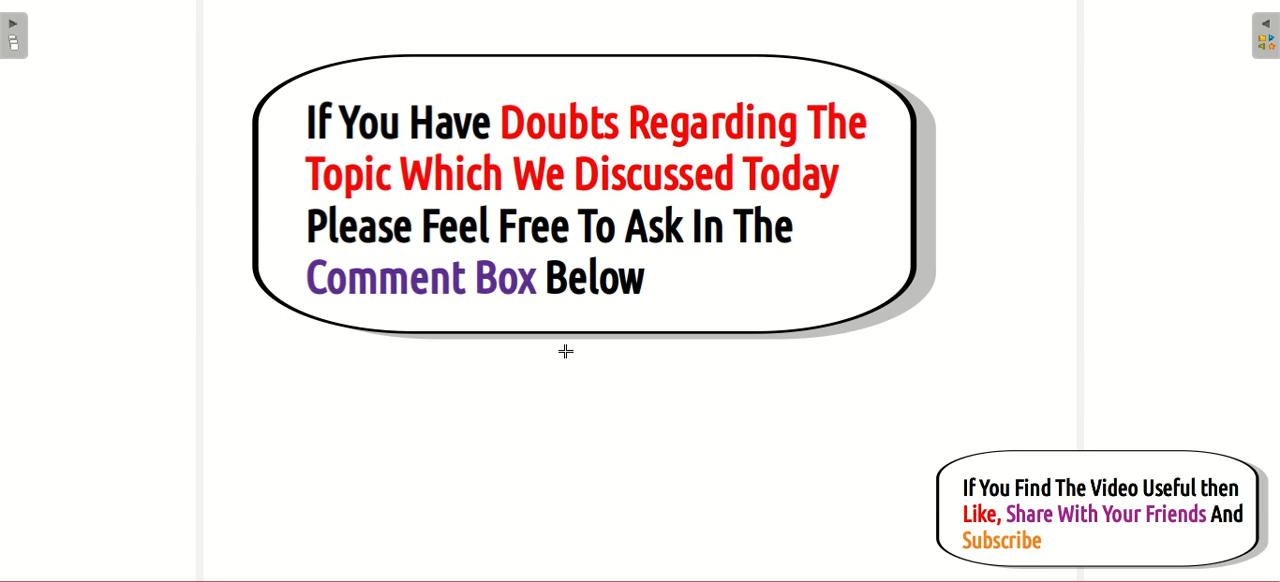 If You Have Doubts Regarding The
Topic Which We Discussed Today
Please Feel Free To Ask In The
Comment Box Below
If You Find The Video Useful then
Like, Share With Your Friends And
Subscribe